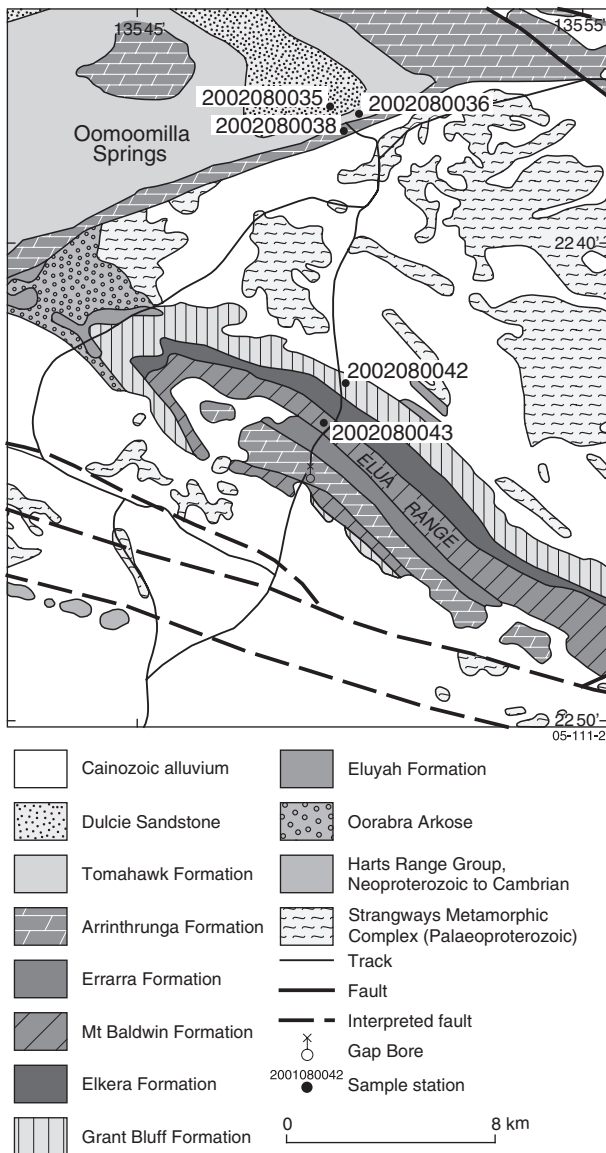 135 45'
135 55'
2002080035
2002080036
2002080038
Oomoomilla
Springs
22 40'
2002080042
2002080043
ELUA RANGE
22 50'
05-111-2
Cainozoic alluvium
Dulcie Sandstone
Tomahawk Formation
Arrinthrunga Formation
Errarra Formation
Mt Baldwin Formation
Elkera Formation
Grant Bluff Formation
Eluyah Formation
Oorabra Arkose
Harts Range Group,
Neoproterozoic to Cambrian
Strangways Metamorphic
Complex (Palaeoproterozoic)
Track
Fault
Interpreted fault
Gap Bore
2001080042
Sample station
0 8 km